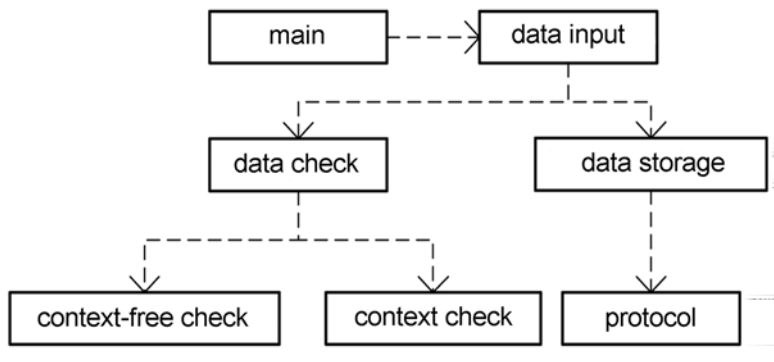 main
data input
data check
data storage
context-free check
context check
protocol